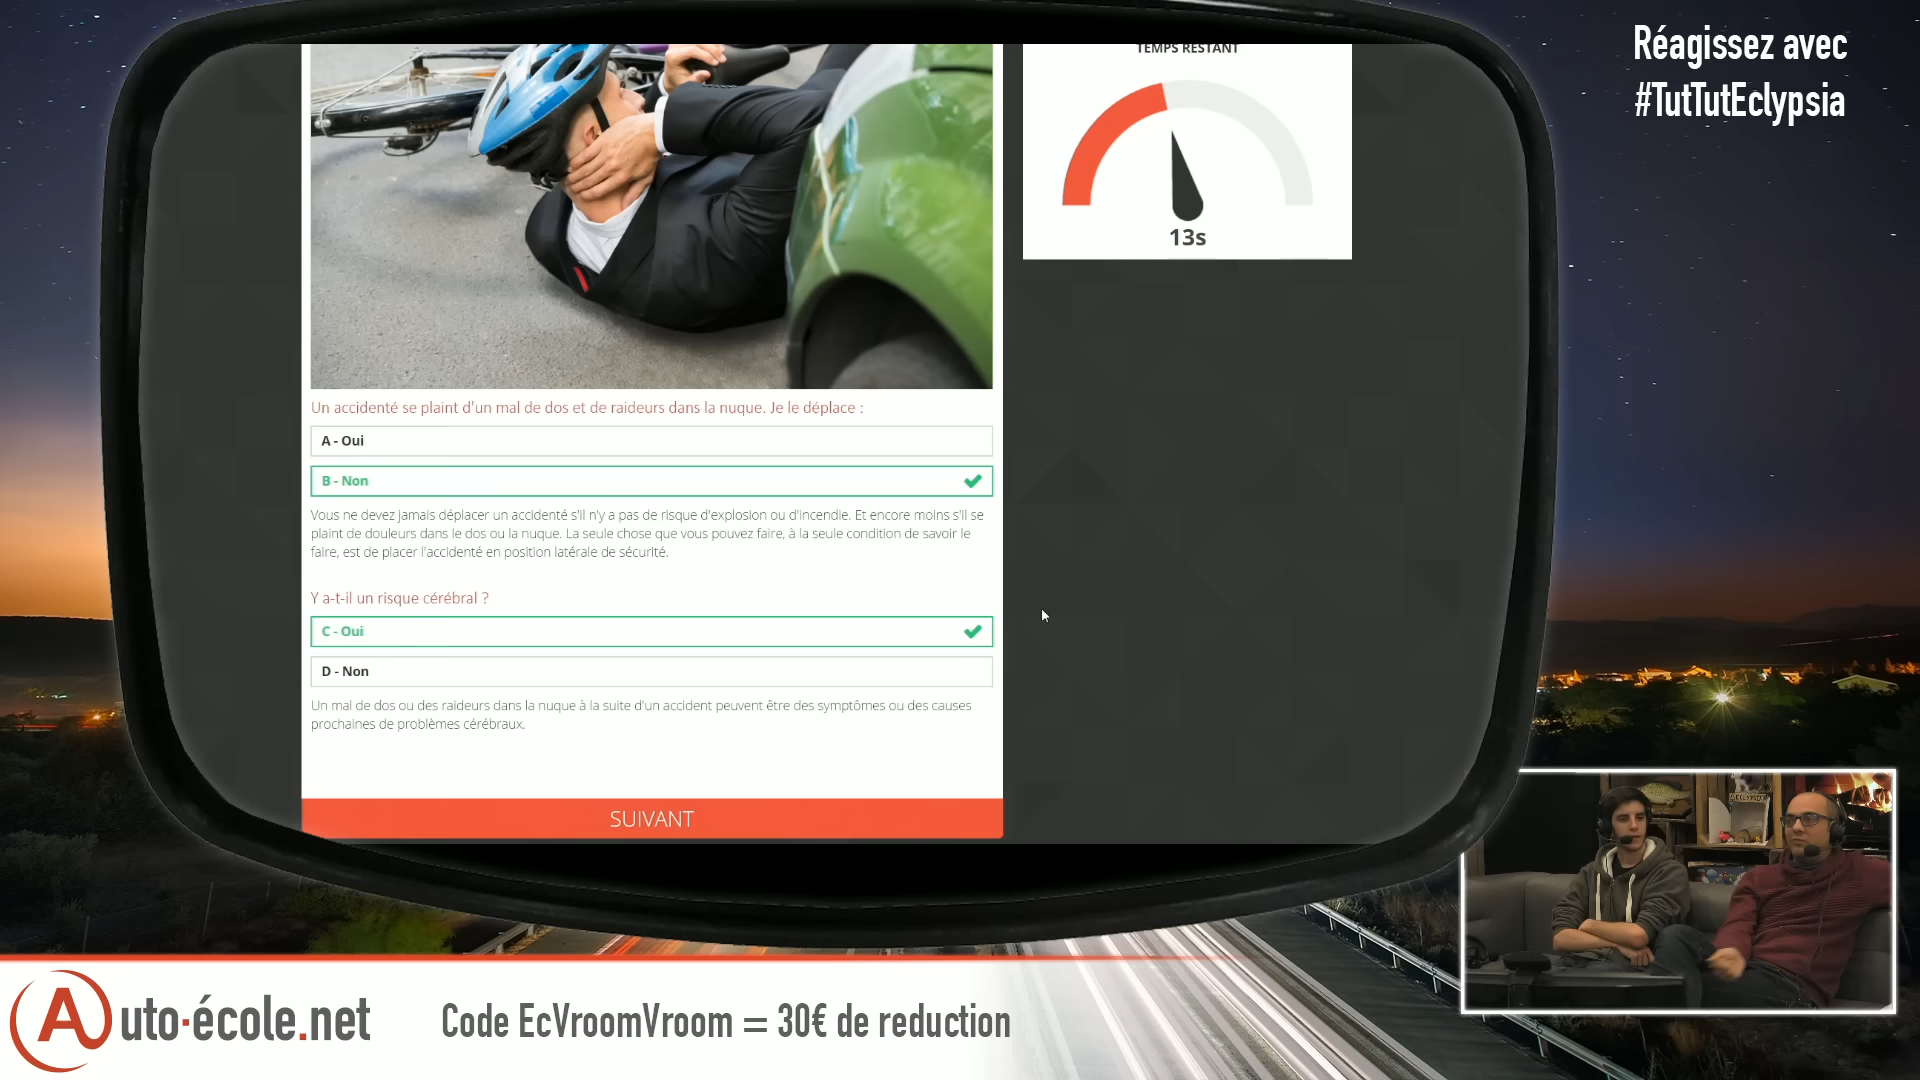 Réagissez avec
#TutTutEclypsia
TEMPS RESTANT
13s
Un accidenté se plaint d'un mal de dos et de raideurs dans la nuque. Je le déplace :
A - Oui
B - Non
Vous ne devez jamais déplacer un accidenté s'il n'y a pas de risque d'explosion ou d'incendie. Et encore moins s'il se
plaint de douleurs dans le dos ou la nuque. La seule chose que vous pouvez faire, à la seule condition de savoir le
faire, est de placer l'accidenté en position latérale de sécurité.
Y a-t-il un risque cérébral ?
C - Oui
D - Non
Un mal de dos ou des raideurs dans la nuque à la suite d'un accident peuvent être des symptômes ou des causes
prochaines de problèmes cérébraux.
SUIVANT
Auto·école.net
Code EcVroomVroom = 30€ de reduction